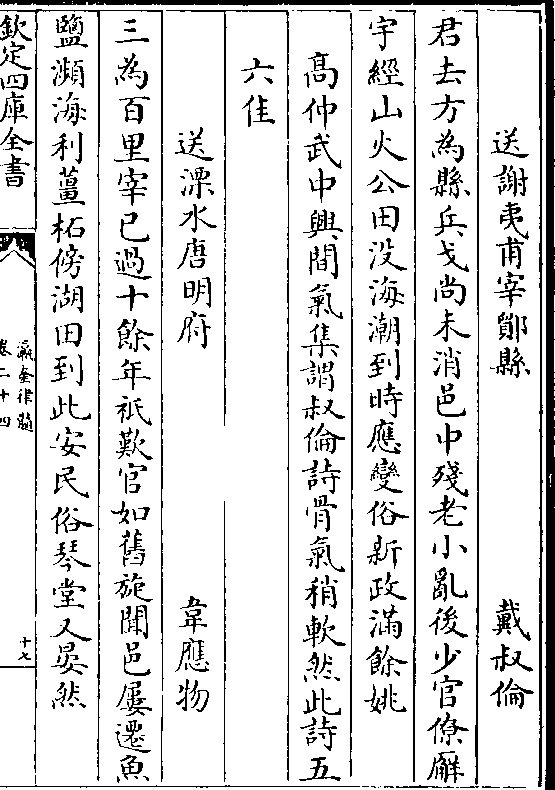 送謝夷甫宰鄮縣　戴叔倫
君去方為縣兵戈尚未消邑中殘老小亂後少官僚廨
宇經山火公田没海潮到時應變俗新政滿餘姚
髙仲武中興間氣集謂叔倫詩骨氣稍軟然此詩五
六佳
送溧水唐明府　韋應物
三為百里宰已過十餘年祇歎官如舊旋聞邑屢遷魚
鹽瀕海利薑柘傍湖田到此安民俗琴堂又晏然
欽定四庫全書
瀛奎律髓
卷二十四
十七